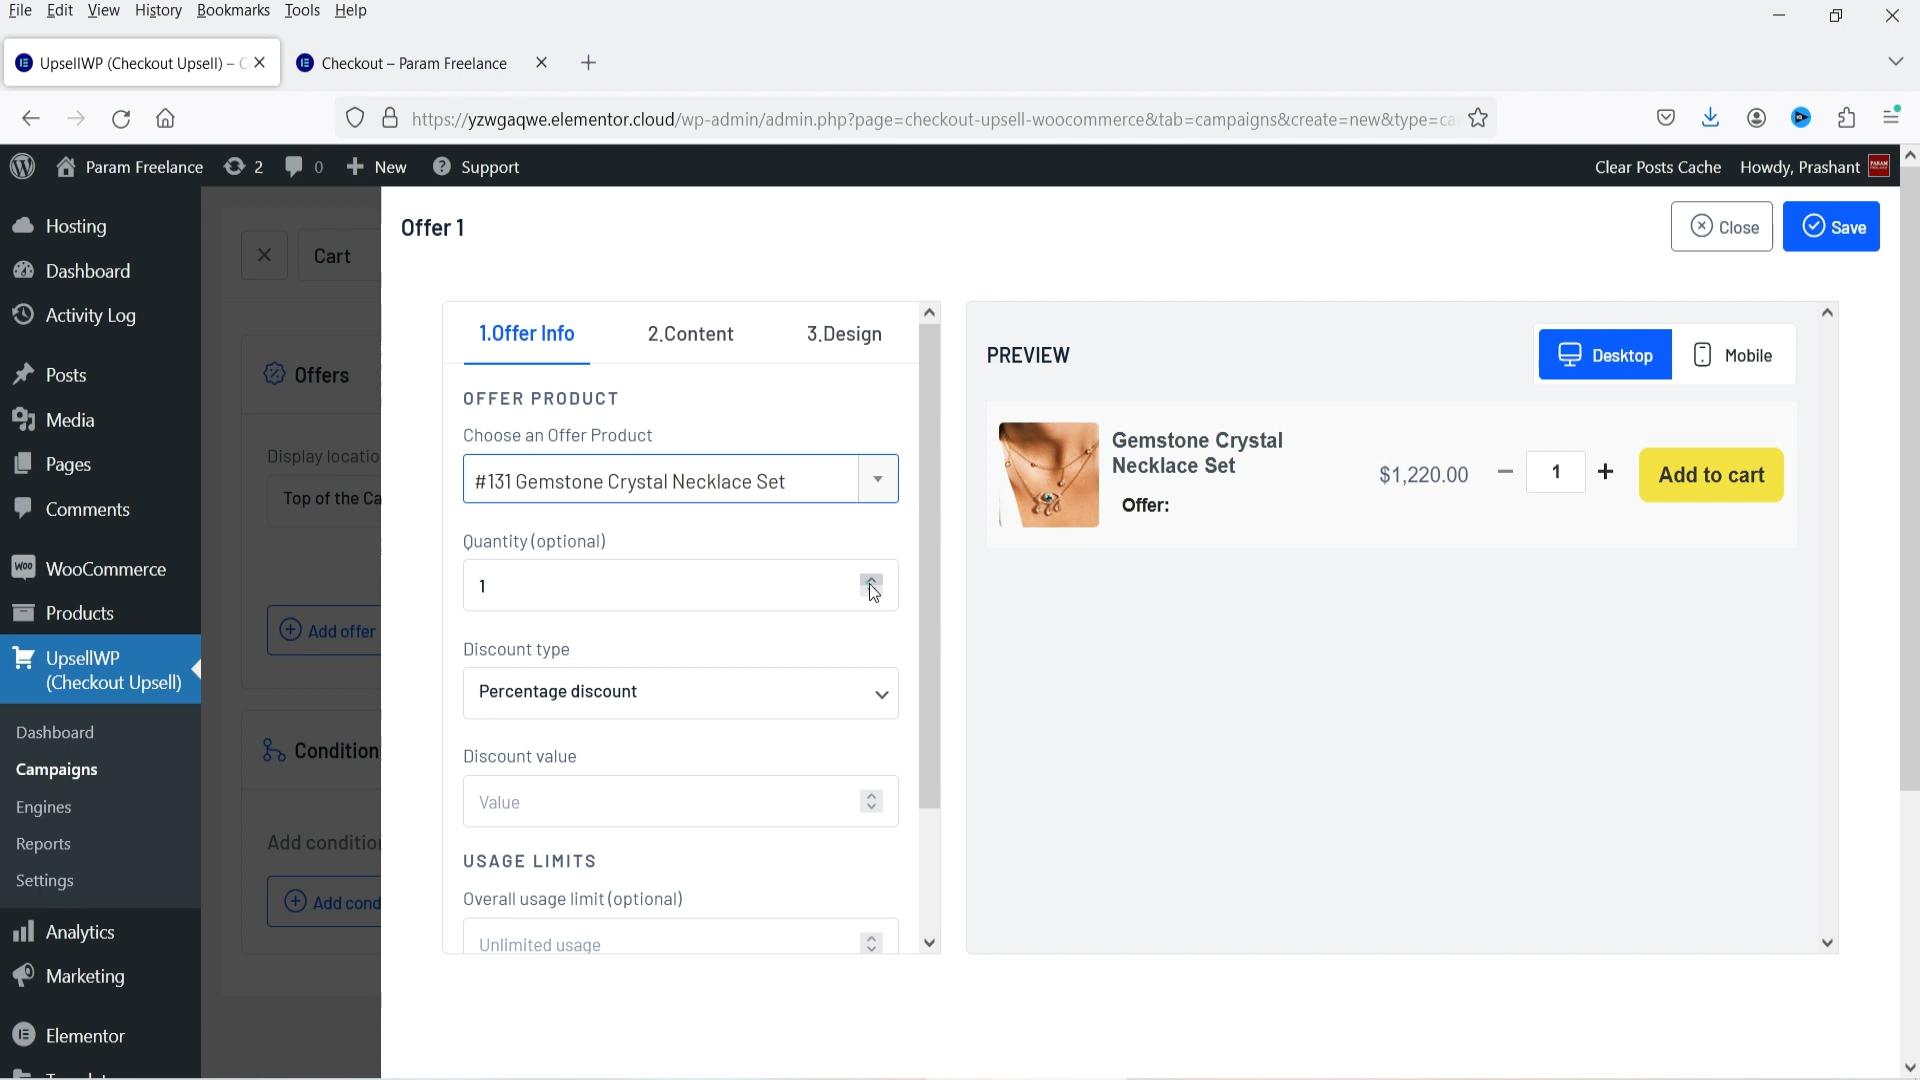 File Edit View History Bookmarks Tools Help
UpsellWP (Checkout Upsell) –
Checkout – Param Freelance
https://yzwgaqwe.elementor.cloud/wp-admin/admin.php?page=checkout-upsell-woocommerce&tab=campaigns&create=new&type=ca
Param Freelance 2 0 New Support Clear Posts Cache Howdy, Prashant
Hosting
Dashboard
Activity Log
Posts
Media
Pages
Comments
WooCommerce
Products
UpsellWP
(Checkout Upsell)
Dashboard
Campaigns
Engines
Reports
Settings
Analytics
Marketing
Elementor
Cart
Offers
Display locatio
Top of the Ca
Add offer
Condition
Add conditio
Add cond
Offer 1
Close
Save
1.Offer Info 2.Content 3.Design
OFFER PRODUCT
Choose an Offer Product
#131 Gemstone Crystal Necklace Set
Quantity (optional)
1
Discount type
Percentage discount
Discount value
Value
USAGE LIMITS
Overall usage limit (optional)
Unlimited usage
PREVIEW
Desktop
Mobile
Gemstone Crystal
Necklace Set
Offer:
$1,220.00 − 1 + Add to cart